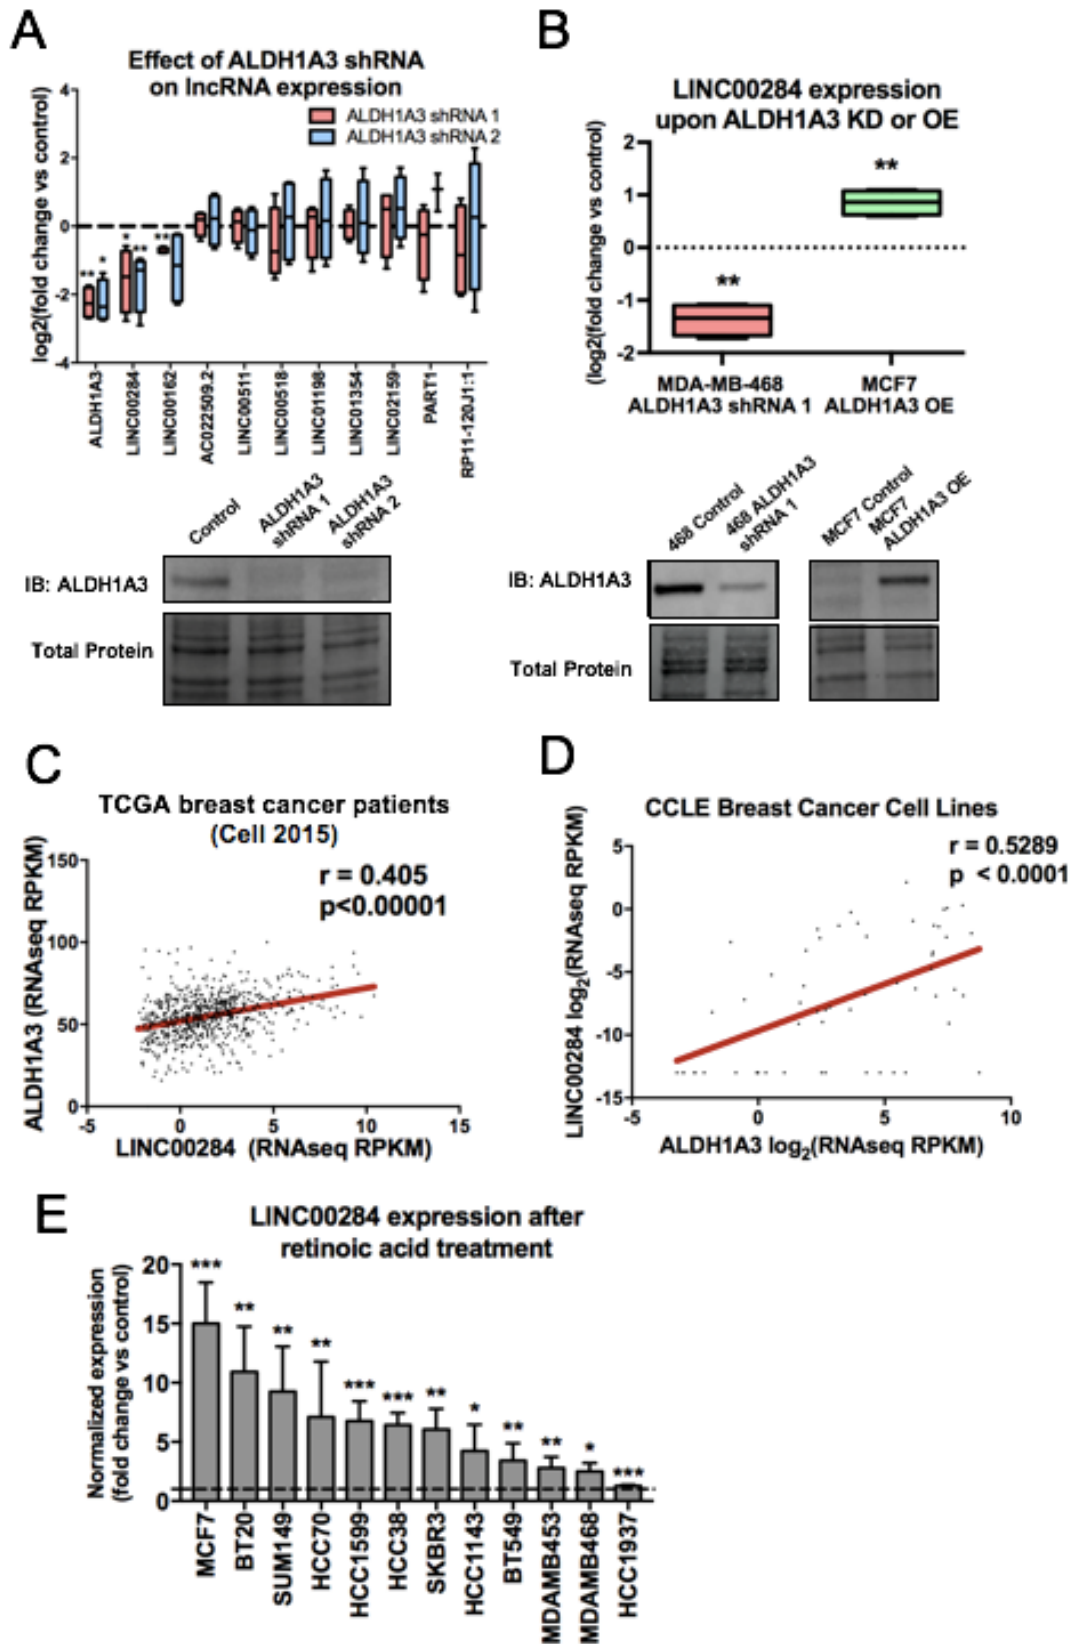 A
Effect of ALDH1A3 shRNA
on lncRNA expression
log2(fold change vs control)
4
2
0
-2
-4
ALDH1A3 shRNA 1
ALDH1A3 shRNA 2
**
*
*
**
**
ALDH1A3
LINC00284
LINC00162
AC022509.2
LINC00511
LINC00518
LINC01198
LINC01354
LINC02159
PART1
RP11-120J1:1
Control
ALDH1A3
shRNA 1
ALDH1A3
shRNA 2
IB: ALDH1A3
Total Protein
B
LINC00284 expression
upon ALDH1A3 KD or OE
(log2(fold change vs control)
2
1
0
-1
-2
**
**
MDA-MB-468
ALDH1A3 shRNA 1
MCF7
ALDH1A3 OE
468 Control
468 ALDH1A3
shRNA 1
MCF7 Control
MCF7
ALDH1A3 OE
IB: ALDH1A3
Total Protein
C
TCGA breast cancer patients
(Cell 2015)
ALDH1A3 (RNAseq RPKM)
150
100
50
0
r = 0.405
p<0.00001
-5
0
5
10
15
LINC00284 (RNAseq RPKM)
D
CCLE Breast Cancer Cell Lines
LINC00284 log2(RNAseq RPKM)
5
0
-5
-10
-15
r = 0.5289
p < 0.0001
-5
0
5
10
ALDH1A3 log2(RNAseq RPKM)
E
LINC00284 expression after
retinoic acid treatment
Normalized expression
(fold change vs control)
20
15
10
5
0
***
**
**
**
***
***
**
*
**
**
*
***
MCF7
BT20
SUM149
HCC70
HCC1599
HCC38
SKBR3
HCC1143
BT549
MDAMB453
MDAMB468
HCC1937